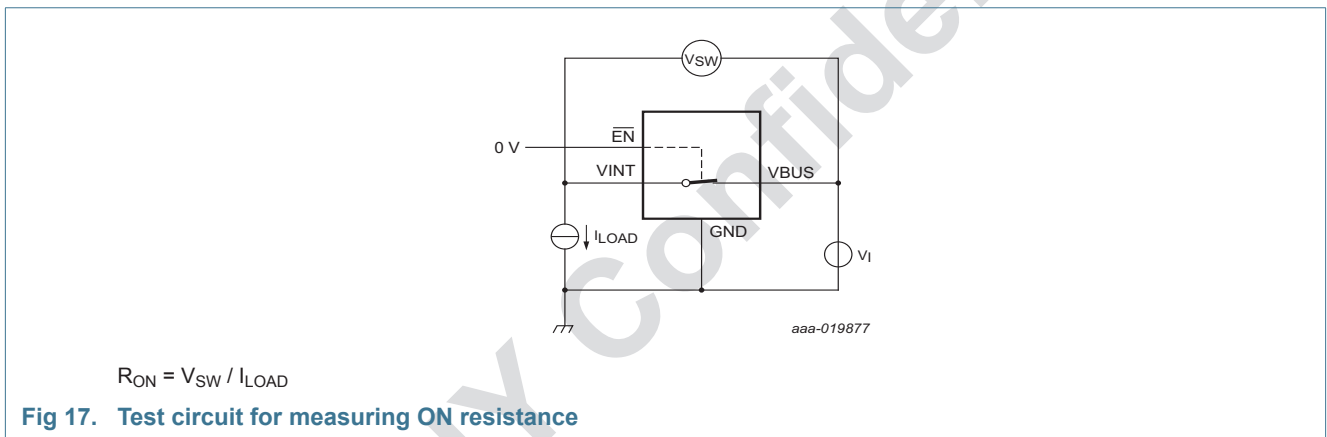 VSW
EN
0 V
VINT
VBUS
GND
ILOAD
VI
aaa-019877
RON = VSW / ILOAD
Fig 17. Test circuit for measuring ON resistance
Y Confide